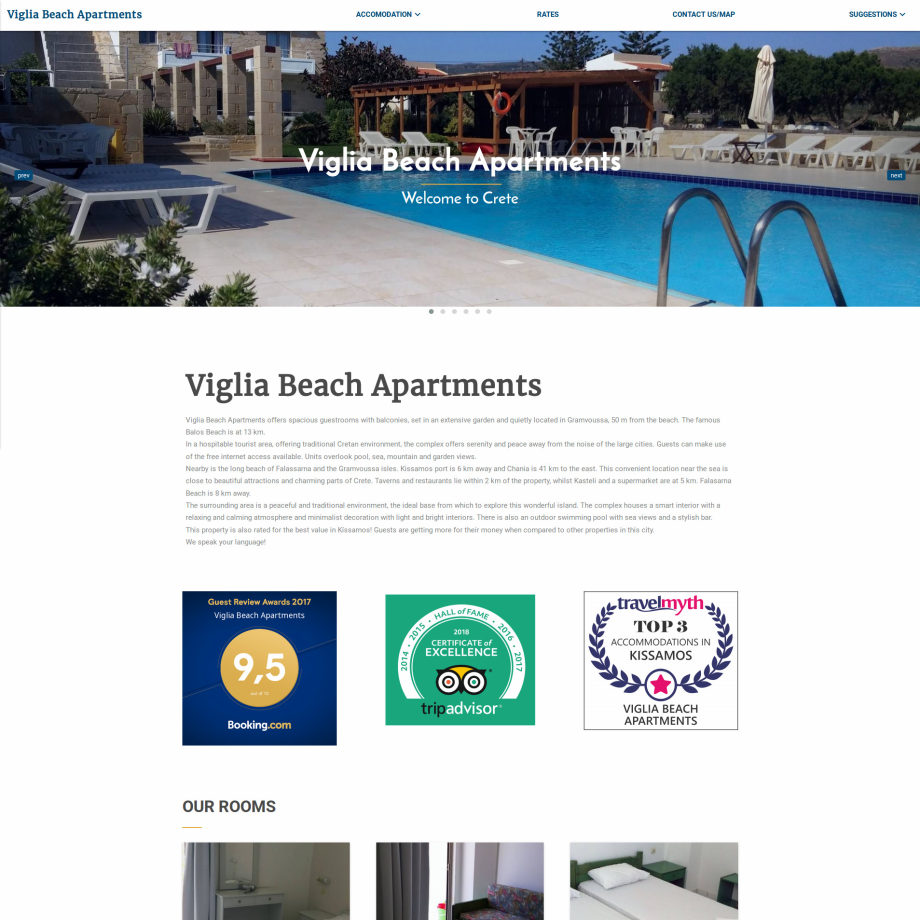 Viglia Beach Apartments
ACCOMODATION
RATES
CONTACT US/MAP
SUGGESTIONS
Viglia Beach Apartments
prev
next
Welcome to Crete
Viglia Beach Apartments
Viglia Beach Apartments offers spacious guestrooms with balconies, set in an extensive garden and quietly located in Gramvoussa, 50 m from the beach. The famous
Balos Beach is at 13 km.
In a hospitable tourist area, offering traditional Cretan environment, the complex offers serenity and peace away from the noise of the large cities. Guests can make use
of the free internet access available. Units overlook pool, sea, mountain and garden views.
Nearby is the long beach of Falassarna and the Gramvoussa isles. Kissamos port is 6 km away and Chania is 41 km to the east. This convenient location near the sea is
close to beautiful attractions and charming parts of Crete. Taverns and restaurants lie within 2 km of the property, whilst Kasteli and a supermarket are at 5 km. Falasarna
Beach is 8 km away.
The surrounding area is a peaceful and traditional environment, the ideal base from which to explore this wonderful island. The complex houses a smart interior with a
relaxing and calming atmosphere and minimalist decoration with light and bright interiors. There is also an outdoor swimming pool with sea views and a stylish bar.
This property is also rated for the best value in Kissamos! Guests are getting more for their money when compared to other properties in this city.
We speak your language!
Guest Review Awards 2017
Viglia Beach Apartments
9,5
out of 10
Booking.com
2014 • 2015 • HALL of FAME • 2016 • 2017
2018
CERTIFICATE of
EXCELLENCE
tripadvisor®
travelmyth
TOP 3
ACCOMMODATIONS IN
KISSAMOS
VIGLIA BEACH
APARTMENTS
OUR ROOMS